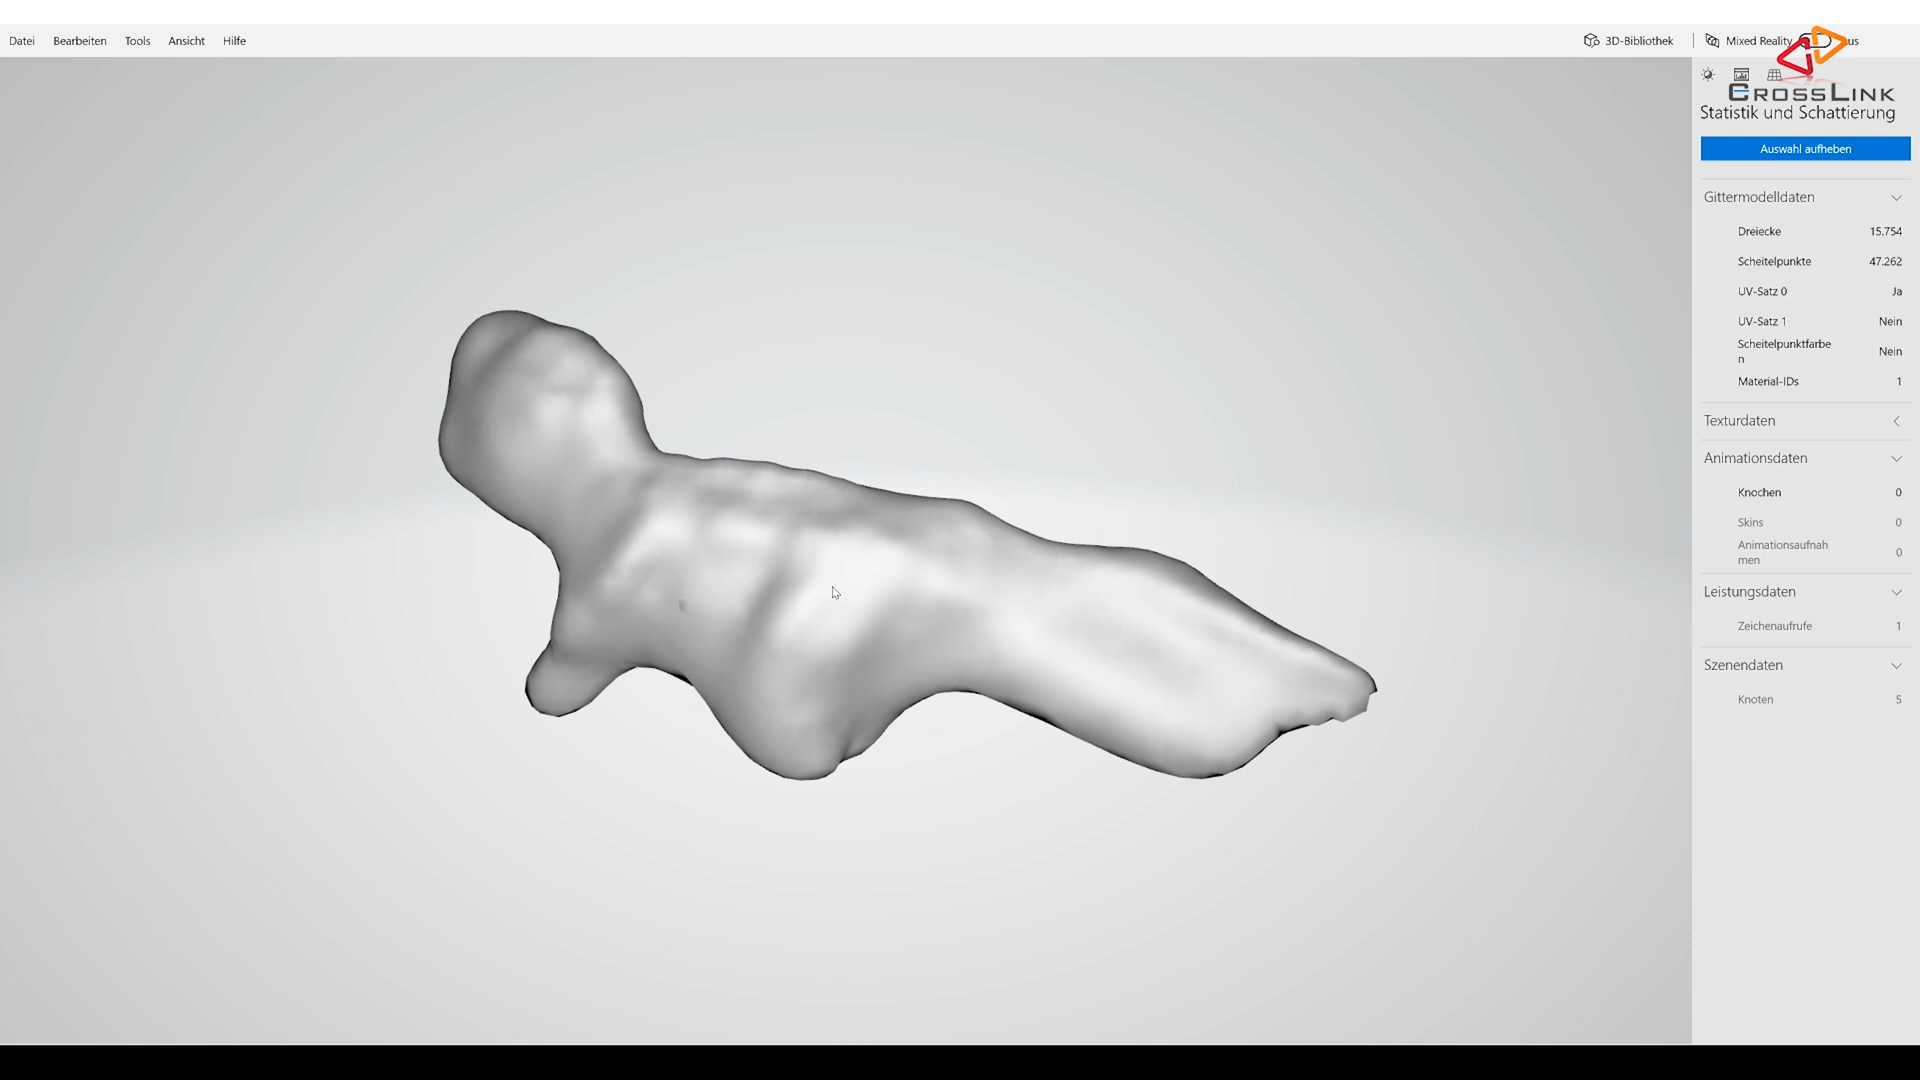 Datei Bearbeiten Tools Ansicht Hilfe 3D-Bibliothek Mixed Reality us
CROSSLINK
Statistik und Schattierung
Auswahl aufheben
Gittermodelldaten
Dreiecke 15.754
Scheitelpunkte 47.262
UV-Satz 0 Ja
UV-Satz 1 Nein
Scheitelpunktfarbe
n Nein
Material-IDs 1
Texturdaten
Animationsdaten
Knochen 0
Skins 0
Animationsaufnah
men 0
Leistungsdaten
Zeichenaufrufe 1
Szenendaten
Knoten 5